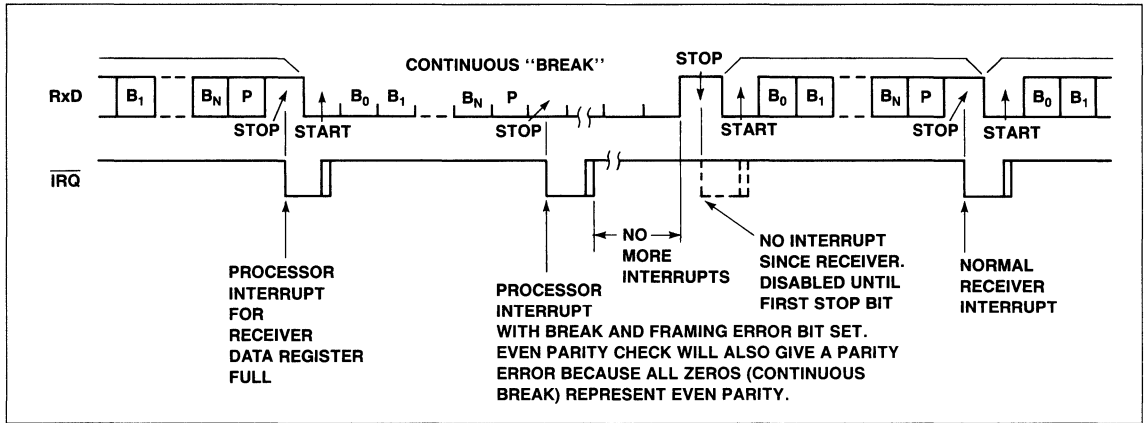 CONTINUOUS "BREAK"
STOP
RxD B1 BN P B0 B1 BN P B0 B1 BN P B0 B1
STOP START STOP START STOP START
IRQ
PROCESSOR
INTERRUPT
FOR
RECEIVER
DATA REGISTER
FULL
PROCESSOR
INTERRUPT
WITH BREAK AND FRAMING ERROR BIT SET.
EVEN PARITY CHECK WILL ALSO GIVE A PARITY
ERROR BECAUSE ALL ZEROS (CONTINUOUS
BREAK) REPRESENT EVEN PARITY.
NO
MORE
INTERRUPTS
NO INTERRUPT
SINCE RECEIVER.
DISABLED UNTIL
FIRST STOP BIT
NORMAL
RECEIVER
INTERRUPT